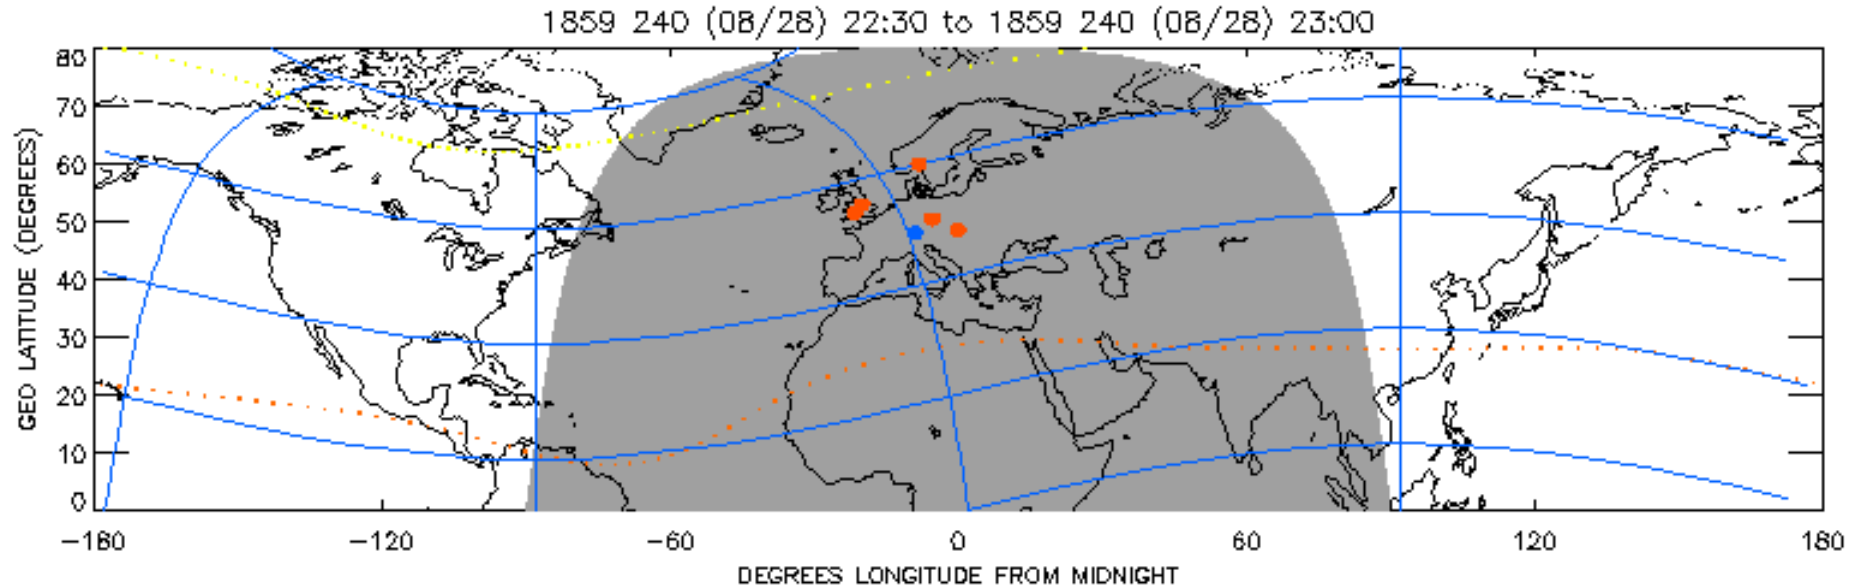 1859 240 (08/28) 22:30 to 1859 240 (08/28) 23:00
GEO LATITUDE (DEGREES)
80
70
60
50
40
30
20
10
0
−180 −120 −60 0 60 120 180
DEGREES LONGITUDE FROM MIDNIGHT